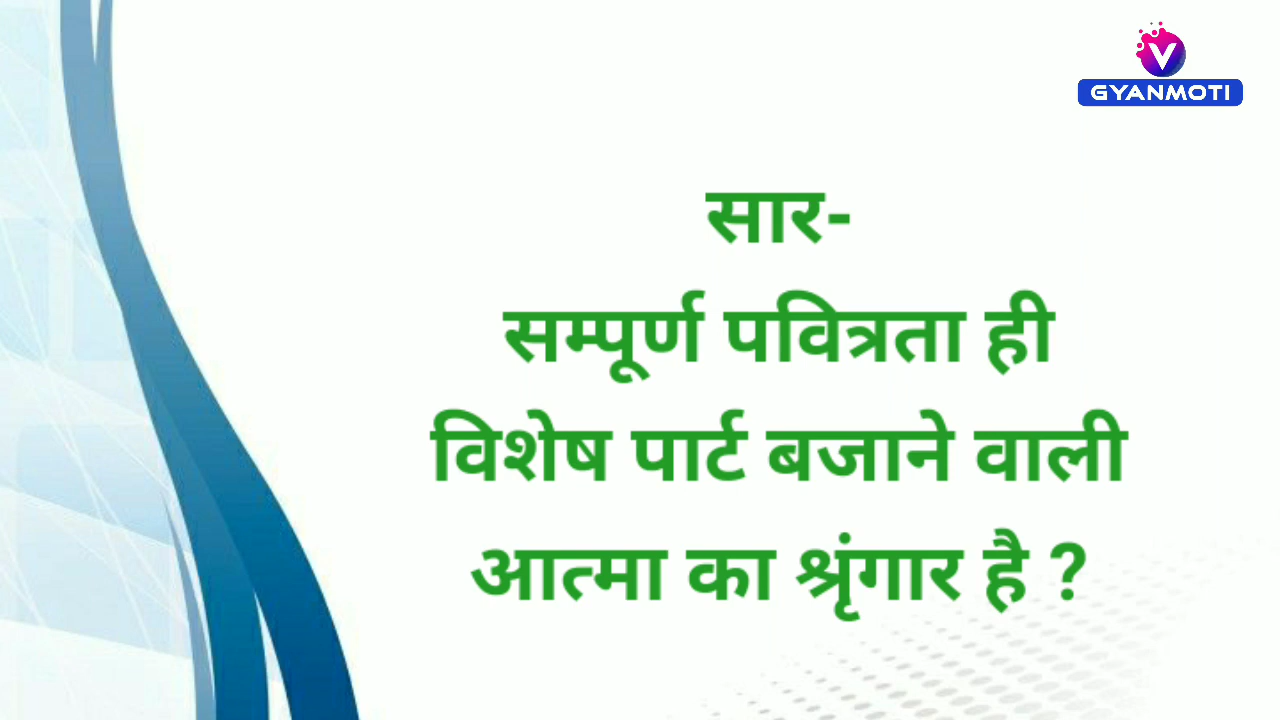 V
GYANMOTI
सार-
सम्पूर्ण पवित्रता ही
विशेष पार्ट बजाने वाली
आत्मा का श्रृंगार है ?